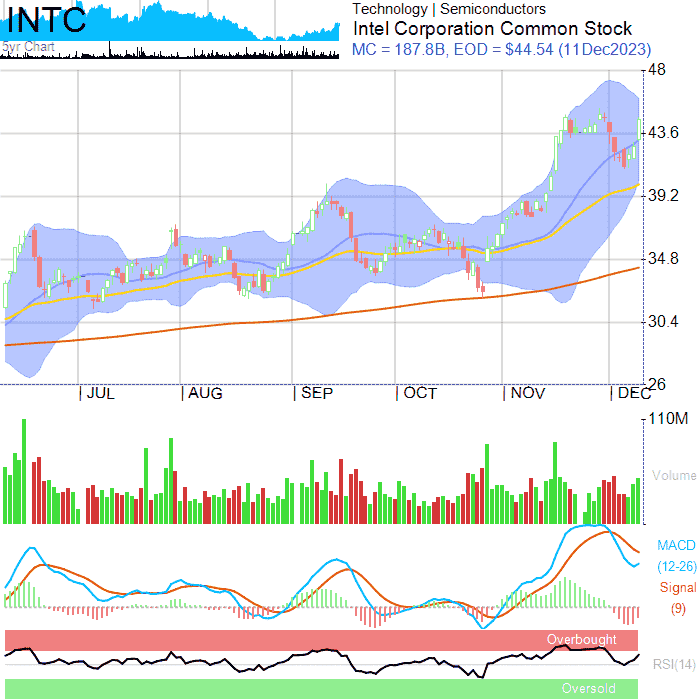 INTC
5yr Chart
Technology | Semiconductors
Intel Corporation Common Stock
MC = 187.8B, EOD = $44.54 (11Dec2023)
48
43.6
39.2
34.8
30.4
26
JUL AUG SEP OCT NOV DEC
110M
Volume
MACD
(12-26)
Signal
(9)
Overbought
RSI(14)
Oversold